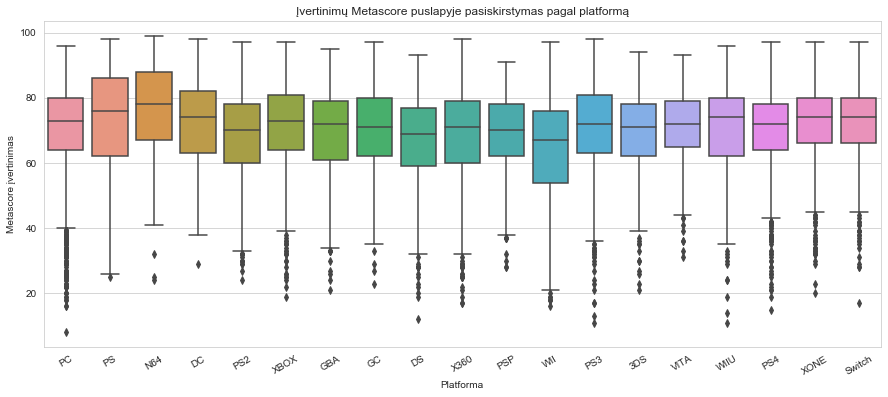 Įvertinimų Metascore puslapyje pasiskirstymas pagal platformą
Metascore įvertinimas
100
80
60
40
20
PC PS N64 DC PS2 XBOX GBA GC DS X360 PSP WII PS3 3DS VITA WIIU PS4 XONE Switch
Platforma